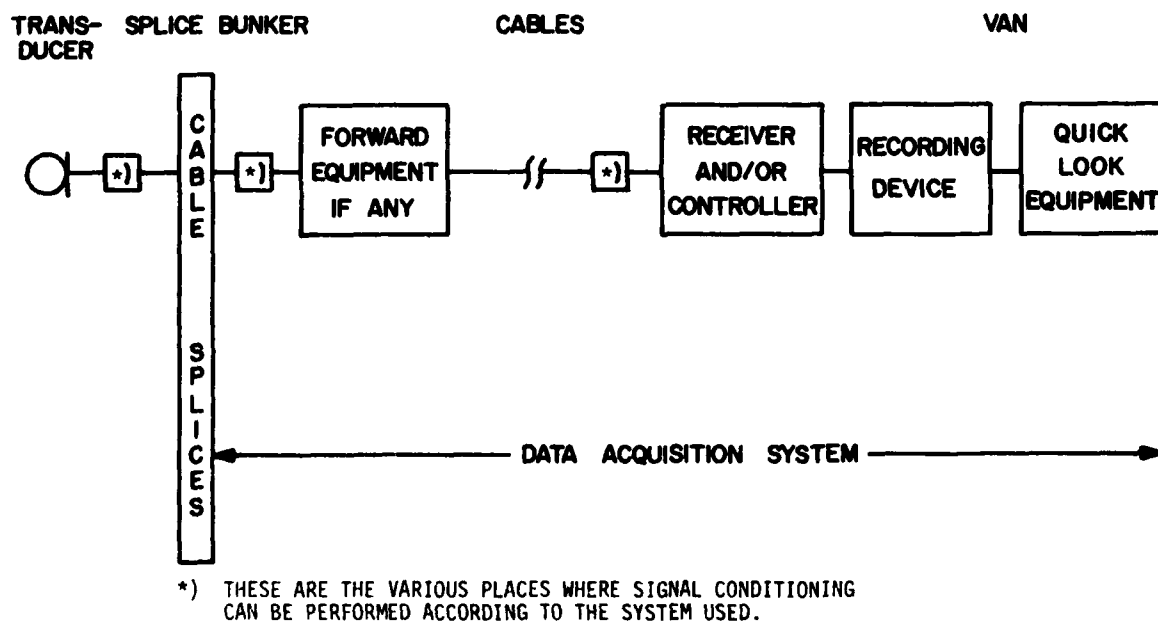 TRANS-
DUCER
SPLICE BUNKER
CABLES
VAN
*)
CABLE SPLICES
*)
FORWARD
EQUIPMENT
IF ANY
*)
RECEIVER
AND/OR
CONTROLLER
RECORDING
DEVICE
QUICK
LOOK
EQUIPMENT
DATA ACQUISITION SYSTEM
*) THESE ARE THE VARIOUS PLACES WHERE SIGNAL CONDITIONING
CAN BE PERFORMED ACCORDING TO THE SYSTEM USED.